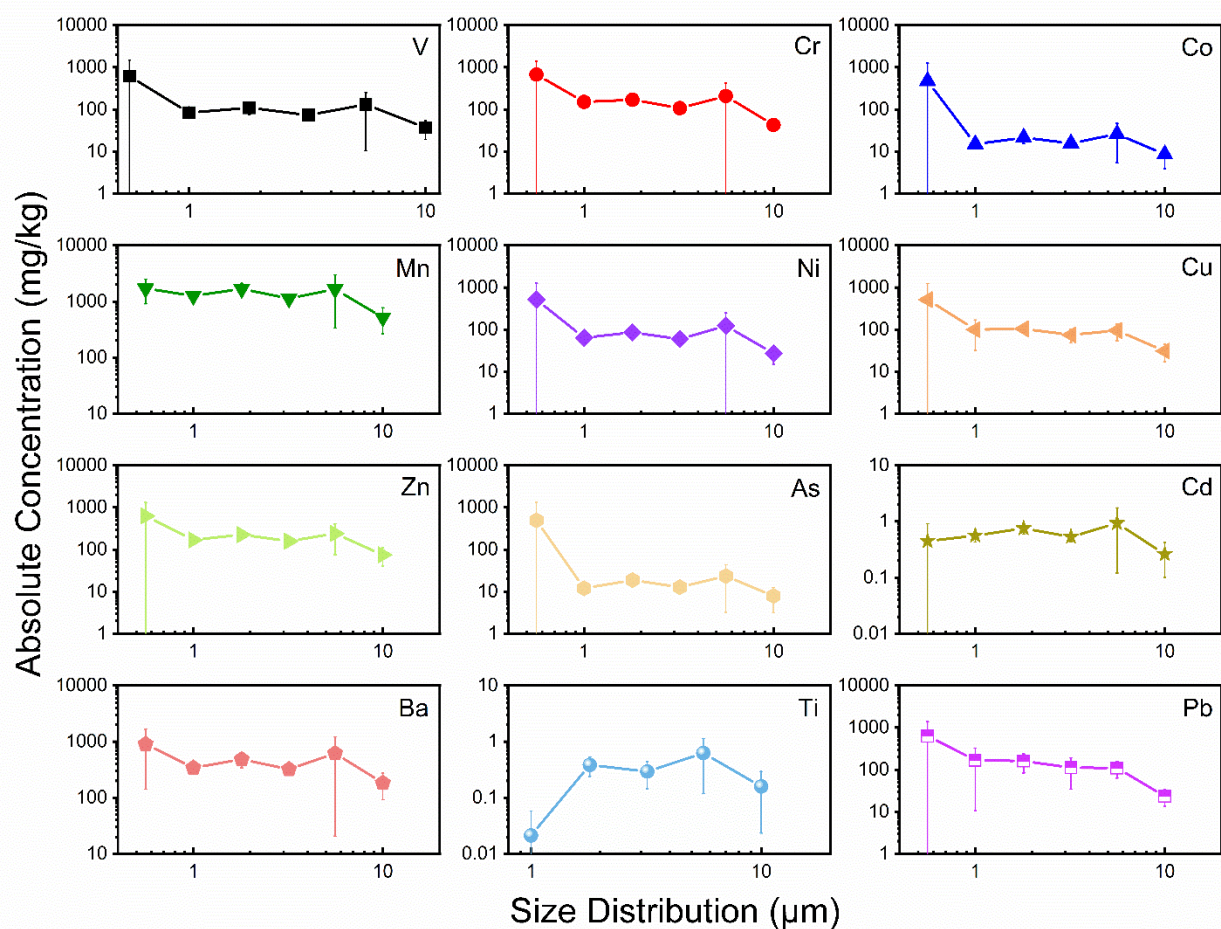 Absolute Concentration (mg/kg)
10000 V 10000 Cr 10000 Co
1000 1000 1000
100 100 100
10 10 10
1 1 1
1 10 1 10 1 10
10000 Mn 10000 Ni 10000 Cu
1000 1000 1000
100 100 100
10 10 10
1 1
1 10 1 10 1 10
10000 Zn 10000 As 10 Cd
1000 1000 1
100 100 0.1
10 10 0.01
1 1
1 10 1 10 1 10
10000 Ba 10 Ti 10000 Pb
1000 1 1000
100 0.1 100
10 0.01 10
1
1 10 1 10 1 10
Size Distribution (μm)